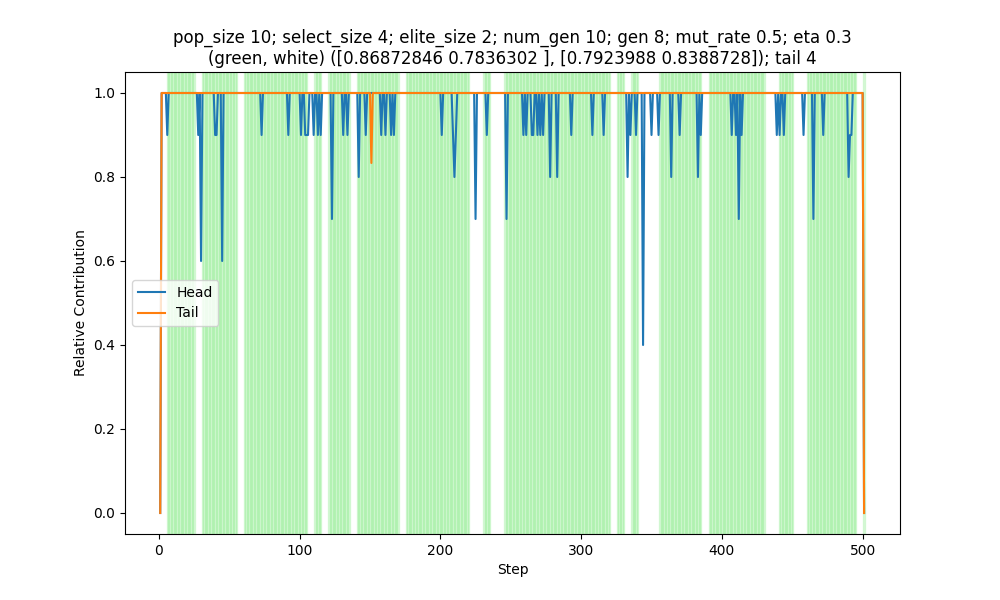 pop_size 10; select_size 4; elite_size 2; num_gen 10; gen 8; mut_rate 0.5; eta 0.3
(green, white) ([0.86872846 0.7836302 ], [0.7923988 0.8388728]); tail 4
1.0
0.8
0.6
0.4
0.2
0.0
Relative Contribution
Head
Tail
0
100
200
300
400
500
Step